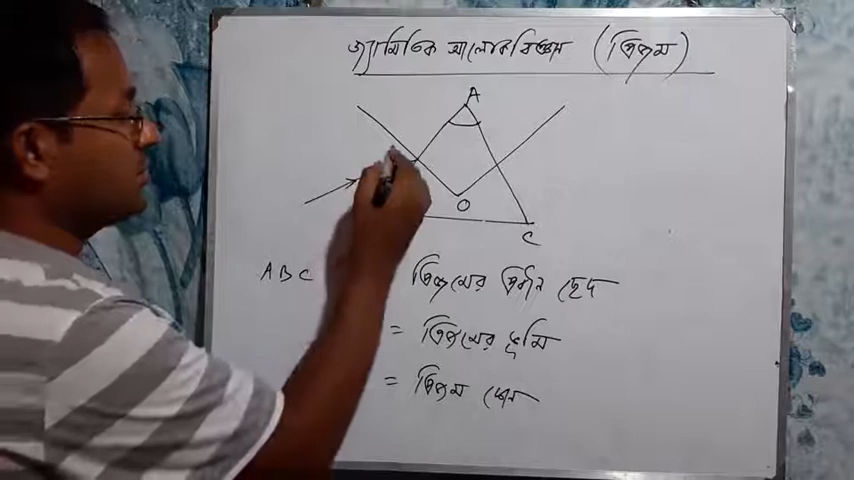 জ্যামিতিক আলোকবিজ্ঞান (প্রিজম)
A
O
C
ABC
প্রিজমের প্রধান ছেদ
= প্রিজমের ভূমি
= প্রিজম কোন